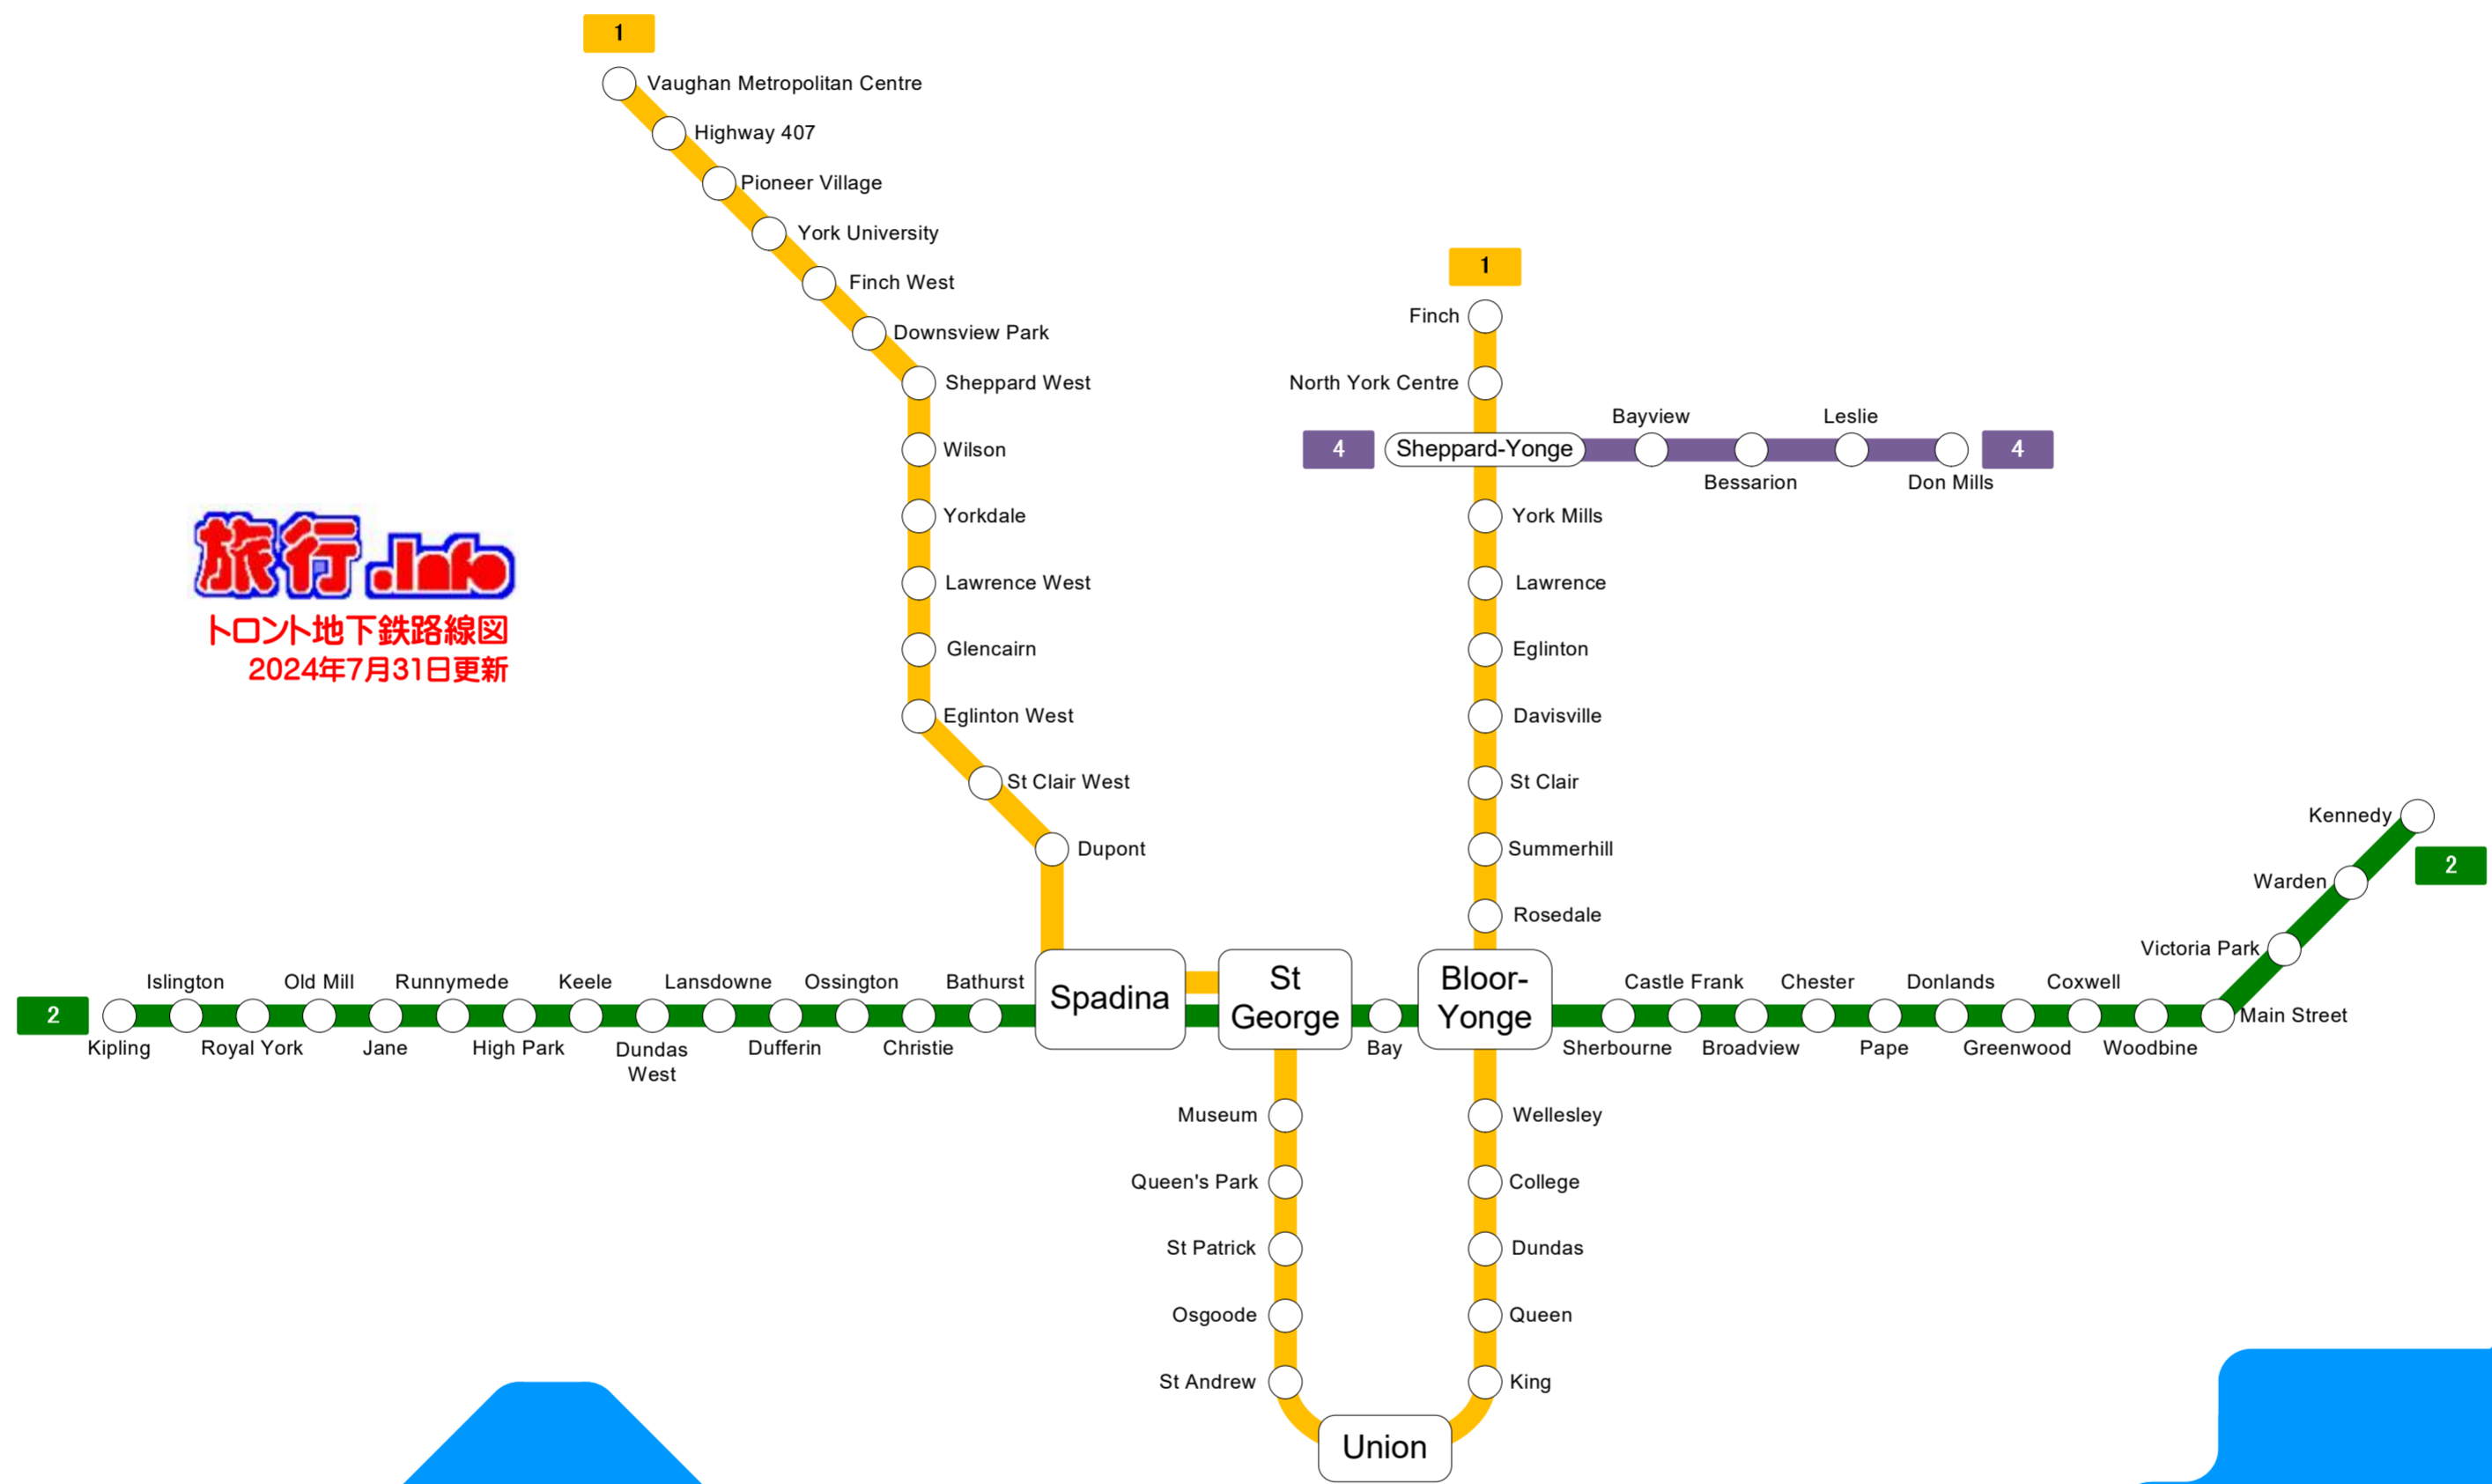 1
Vaughan Metropolitan Centre
Highway 407
Pioneer Village
York University
Finch West
Downsview Park
Sheppard West
Wilson
Yorkdale
Lawrence West
Glencairn
Eglinton West
St Clair West
Dupont
旅行.Info
トロント地下鉄路線図
2024年7月31日更新
1
Finch
North York Centre
4
Sheppard-Yonge
Bayview
Bessarion
Leslie
Don Mills
4
York Mills
Lawrence
Eglinton
Davisville
St Clair
Summerhill
Rosedale
2
Kipling
Islington
Royal York
Old Mill
Jane
Runnymede
High Park
Keele
Dundas
West
Lansdowne
Dufferin
Ossington
Christie
Bathurst
Spadina
St
George
Bay
Bloor-
Yonge
Sherbourne
Castle Frank
Broadview
Chester
Pape
Donlands
Greenwood
Coxwell
Woodbine
Main Street
Victoria Park
Warden
Kennedy
2
Museum
Queen's Park
St Patrick
Osgoode
St Andrew
Union
Wellesley
College
Dundas
Queen
King